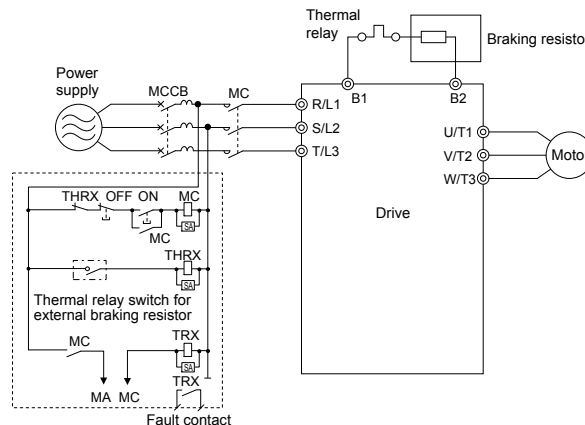 Thermal
relay
Braking resisto
Power
supply
MCCB
MC
B1
B2
R/L1
S/L2
T/L3
U/T1
V/T2
W/T3
Moto
Drive
THRX
OFF
ON
MC
SA
MC
THRX
SA
Thermal relay switch for
external braking resistor
MC
TRX
SA
MA
MC
TRX
Fault contact